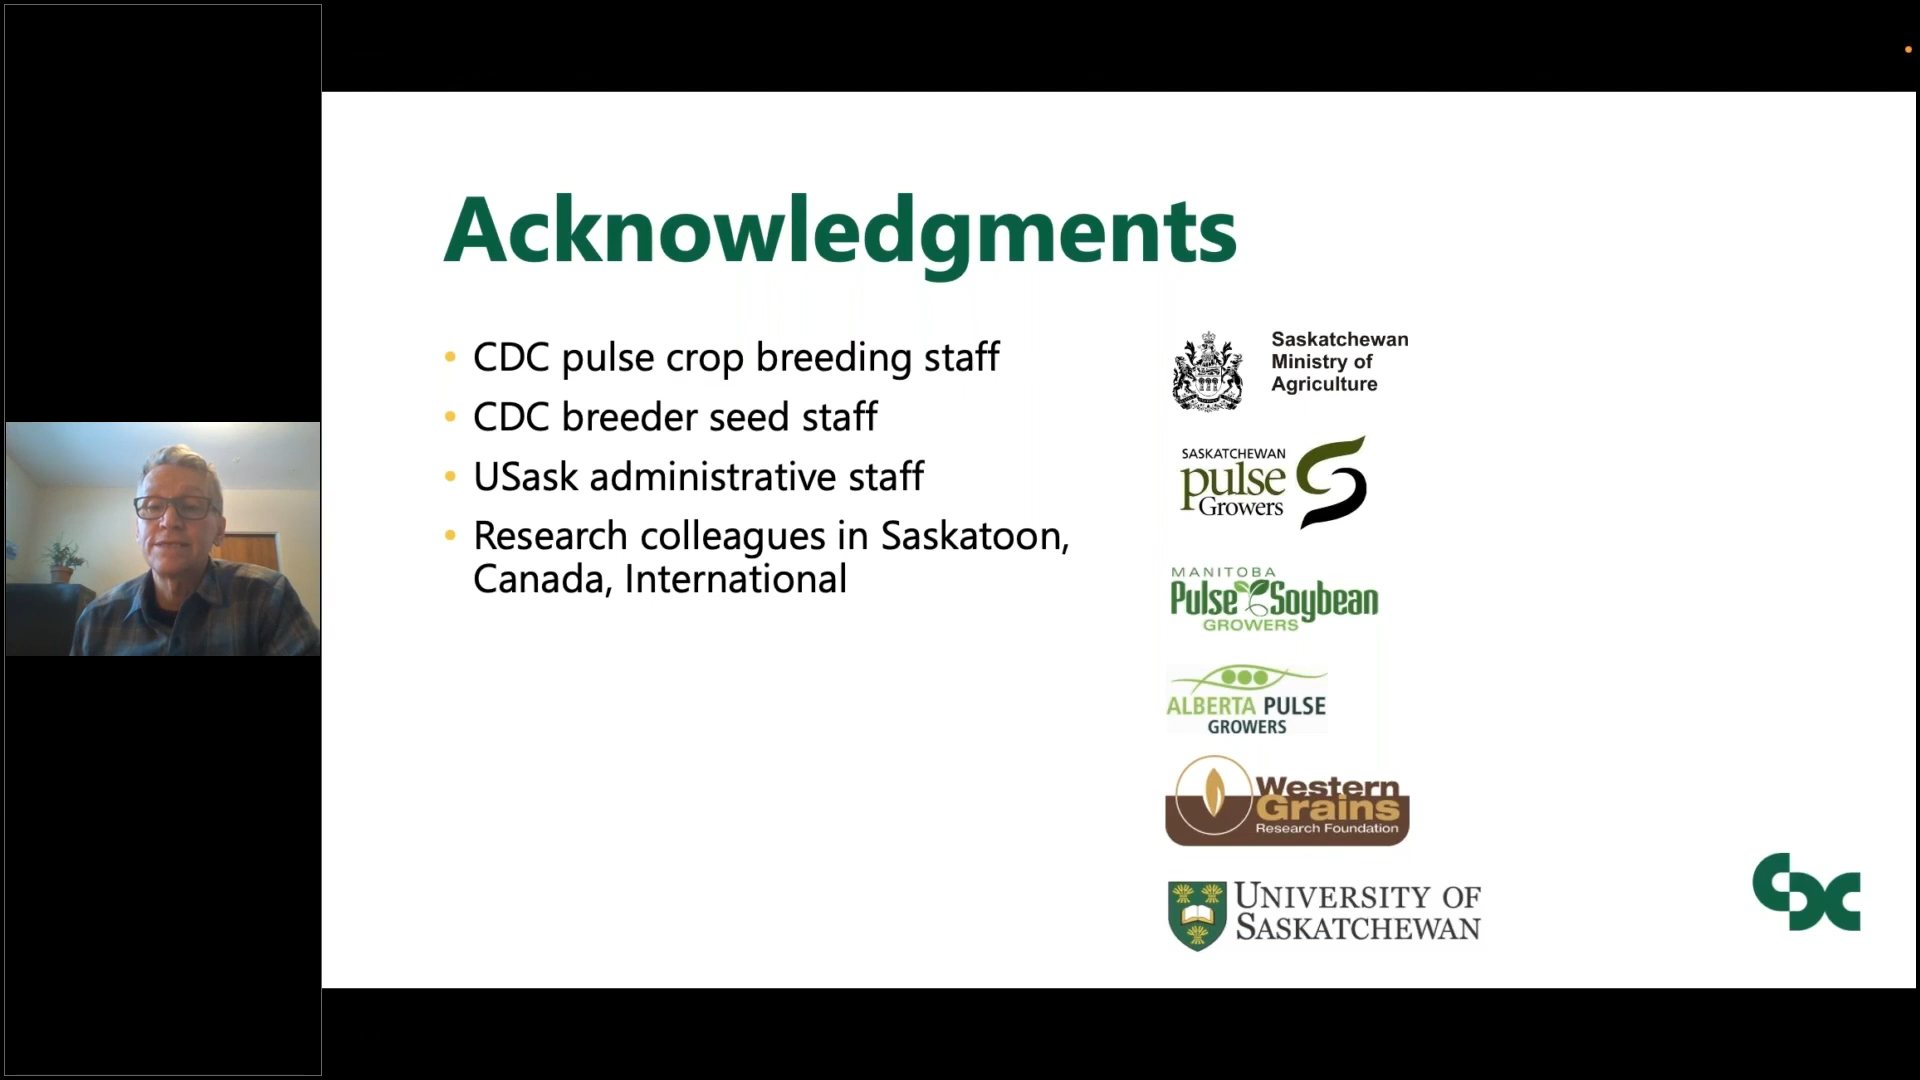 Acknowledgments
• CDC pulse crop breeding staff
• CDC breeder seed staff
• USask administrative staff
• Research colleagues in Saskatoon,
Canada, International
Saskatchewan
Ministry of
Agriculture
SASKATCHEWAN
pulse
Growers
MANITOBA
Pulse Soybean
GROWERS
ALBERTA PULSE
GROWERS
Western
Grains
Research Foundation
UNIVERSITY OF
SASKATCHEWAN
CDC